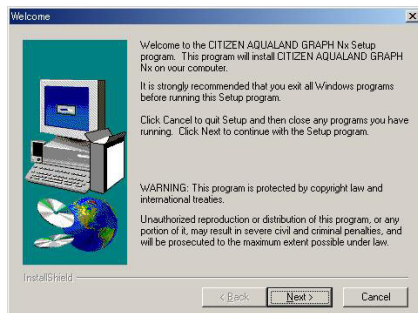 Welcome
Welcome to the CITIZEN AQUALAND GRAPH Nx Setup
program. This program will install CITIZEN AQUALAND GRAPH
Nx on your computer.
It is strongly recommended that you exit all Windows programs
before running this Setup program.
Click Cancel to quit Setup and then close any programs you have
running. Click Next to continue with the Setup program.
WARNING: This program is protected by copyright law and
international treaties.
Unauthorized reproduction or distribution of this program, or any
portion of it, may result in severe civil and criminal penalties, and
will be prosecuted to the maximum extent possible under law.
InstallShield
< Back
Next >
Cancel